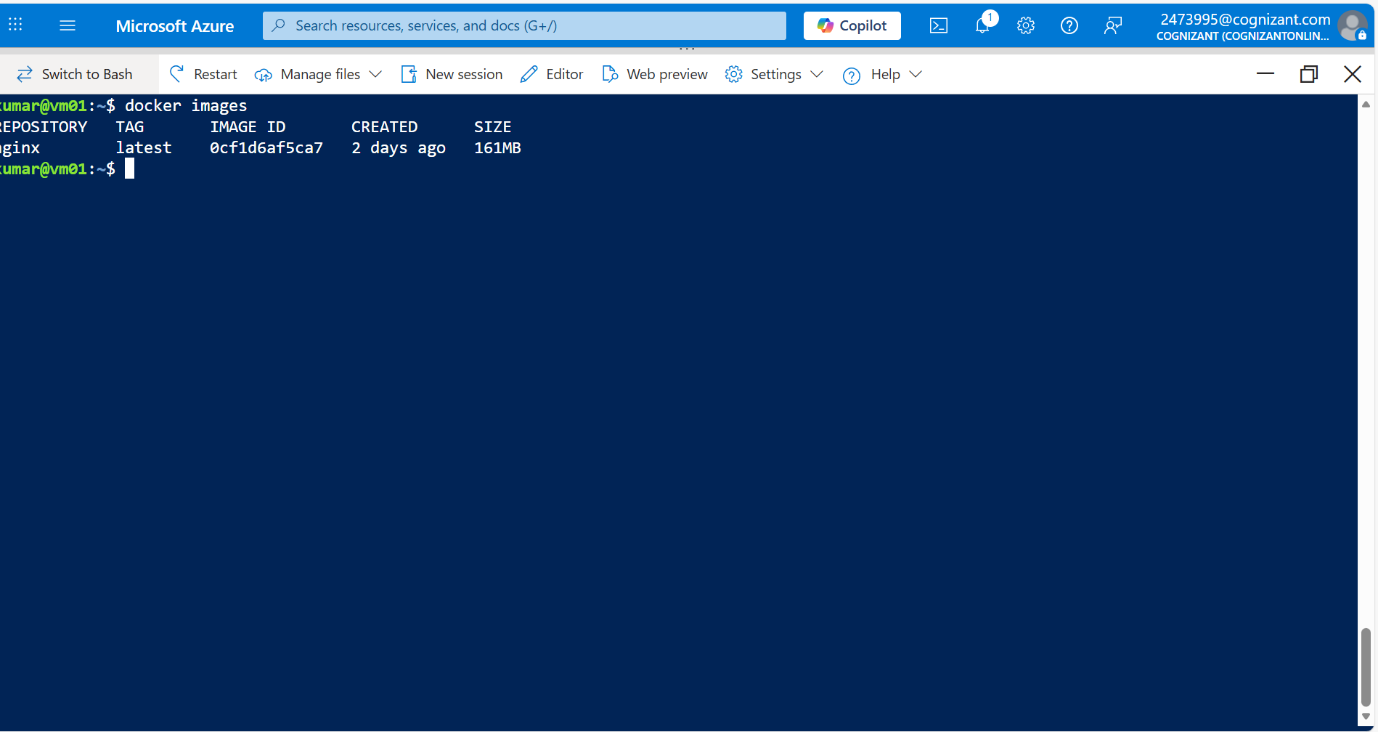 Microsoft Azure
Search resources, services, and docs (G+/)
Copilot
1
2473995@cognizant.com
COGNIZANT (COGNIZANTONLIN...
Switch to Bash
Restart
Manage files
New session
Editor
Web preview
Settings
Help
umar@vm01:~$ docker images
EPOSITORY TAG IMAGE ID CREATED SIZE
ginx latest 0cf1d6af5ca7 2 days ago 161MB
umar@vm01:~$